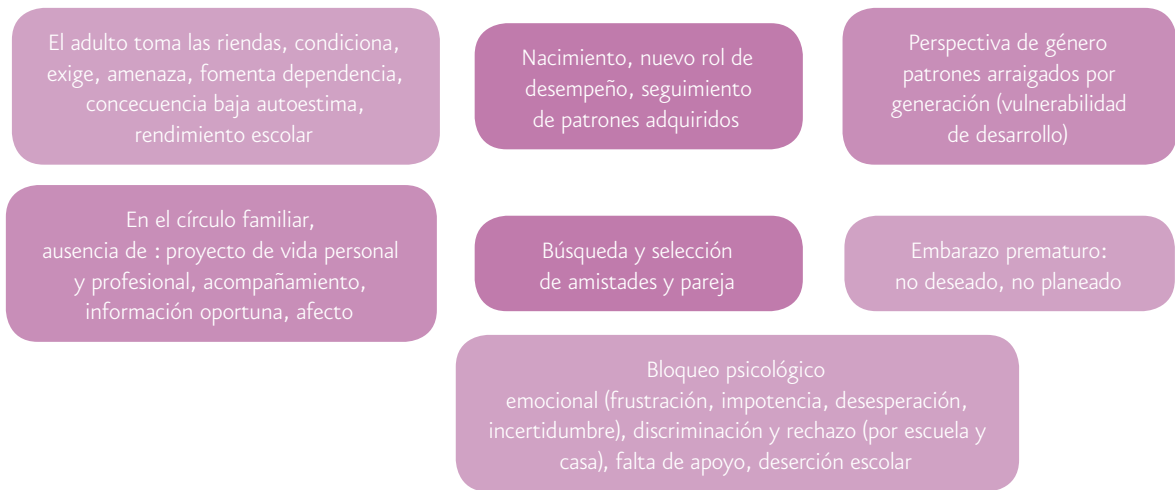 El adulto toma las riendas, condiciona,
exige, amenaza, fomenta dependencia,
concecuencia baja autoestima,
rendimiento escolar
Nacimiento, nuevo rol de
desempeño, seguimiento
de patrones adquiridos
Perspectiva de género
patrones arraigados por
generación (vulnerabilidad
de desarrollo)
En el círculo familiar,
ausencia de : proyecto de vida personal
y profesional, acompañamiento,
información oportuna, afecto
Búsqueda y selección
de amistades y pareja
Embarazo prematuro:
no deseado, no planeado
Bloqueo psicológico
emocional (frustración, impotencia, desesperación,
incertidumbre), discriminación y rechazo (por escuela y
casa), falta de apoyo, deserción escolar